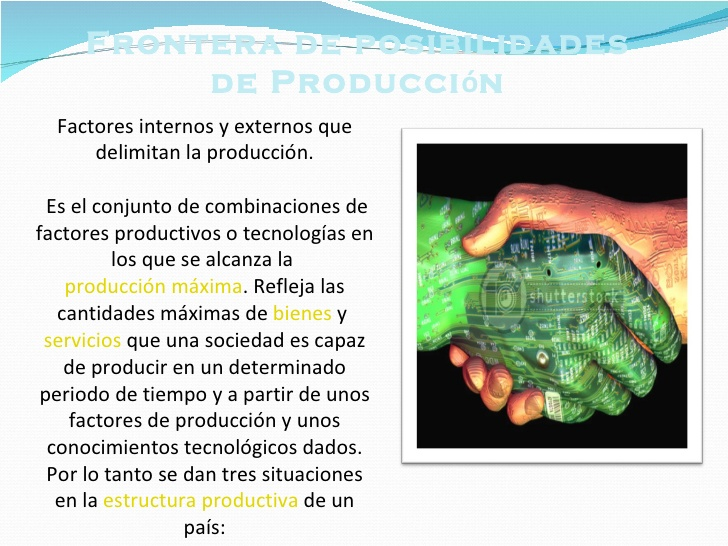 Frontera de posibilidades
de Producción
Factores internos y externos que
delimitan la producción.
Es el conjunto de combinaciones de
factores productivos o tecnologías en
los que se alcanza la
producción máxima. Refleja las
cantidades máximas de bienes y
servicios que una sociedad es capaz
de producir en un determinado
periodo de tiempo y a partir de unos
factores de producción y unos
conocimientos tecnológicos dados.
Por lo tanto se dan tres situaciones
en la estructura productiva de un
país:
shutterstock